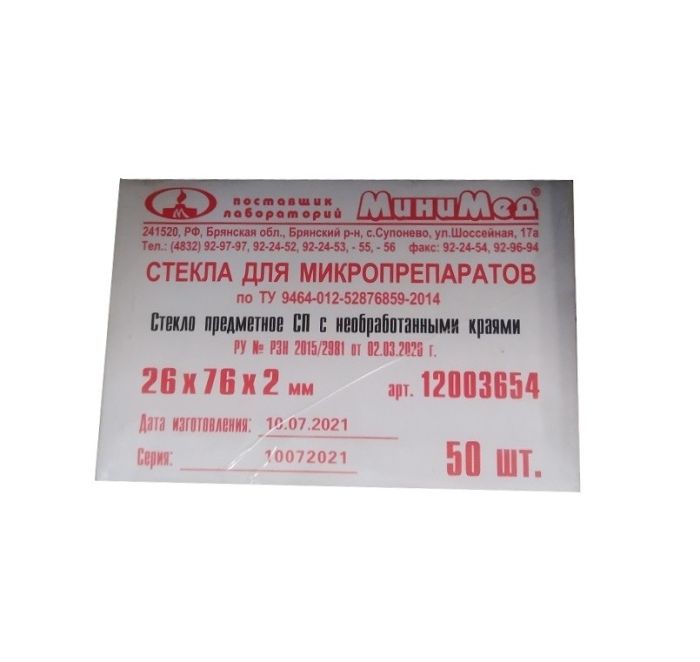 поставщик
лабораторий
МиниМед®
241520, РФ, Брянская обл., Брянский р-н, с.Супонево, ул.Шоссейная, 17а
Тел.: (4832) 92-97-97, 92-24-52, 92-24-53, - 55, - 56 факс: 92-24-54, 92-96-94
СТЕКЛА ДЛЯ МИКРОПРЕПАРАТОВ
по ТУ 9464-012-52876859-2014
Стекло предметное СП с необработанными краями
РУ № РЗН 2015/2981 от 02.03.2020 г.
26 х 76 х 2 мм арт. 12003654
Дата изготовления: 10.07.2021
Серия: 10072021
50 шт.